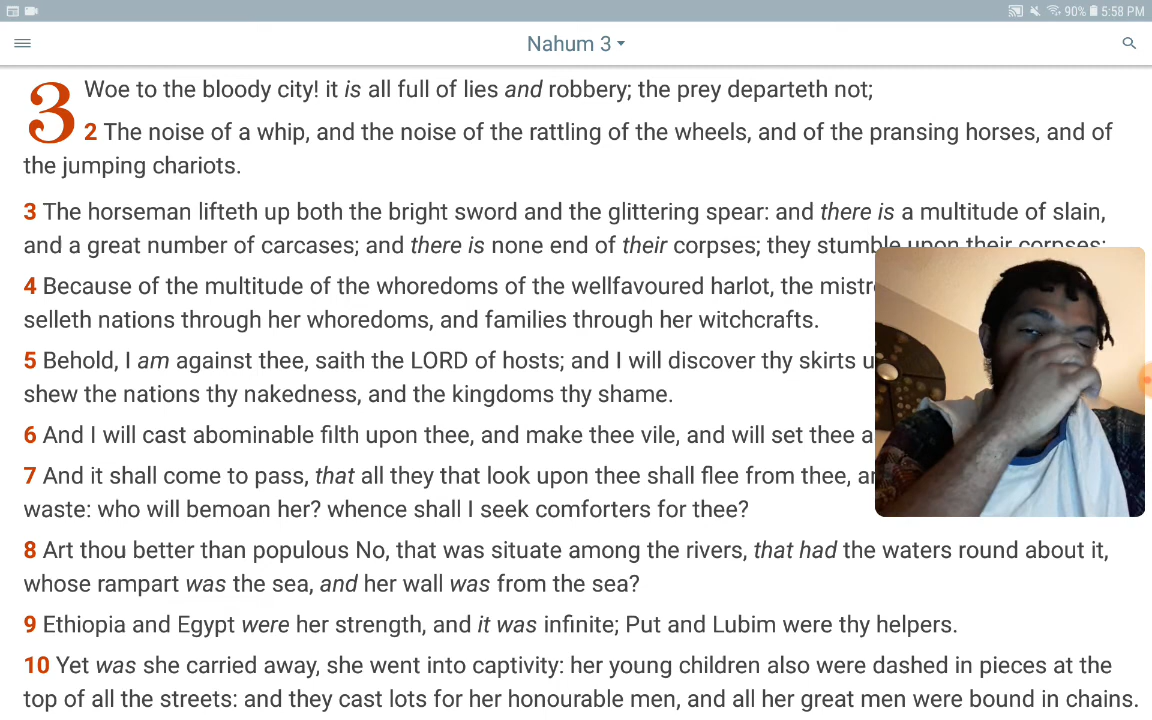 90% 5:58 PM
Nahum 3
3 Woe to the bloody city! it is all full of lies and robbery; the prey departeth not;
2 The noise of a whip, and the noise of the rattling of the wheels, and of the pransing horses, and of
the jumping chariots.
3 The horseman lifteth up both the bright sword and the glittering spear: and there is a multitude of slain,
and a great number of carcases; and there is none end of their corpses; they stumble upon their corpses:
4 Because of the multitude of the whoredoms of the wellfavoured harlot, the
selleth nations through her whoredoms, and families through her witchcrafts.
5 Behold, I am against thee, saith the LORD of hosts; and I will discover thy skirts
shew the nations thy nakedness, and the kingdoms thy shame.
6 And I will cast abominable filth upon thee, and make thee vile, and will set thee
7 And it shall come to pass, that all they that look upon thee shall flee from thee,
waste: who will bemoan her? whence shall I seek comforters for thee?
8 Art thou better than populous No, that was situate among the rivers, that had the waters round about it,
whose rampart was the sea, and her wall was from the sea?
9 Ethiopia and Egypt were her strength, and it was infinite; Put and Lubim were thy helpers.
10 Yet was she carried away, she went into captivity: her young children also were dashed in pieces at the
top of all the streets: and they cast lots for her honourable men, and all her great men were bound in chains.